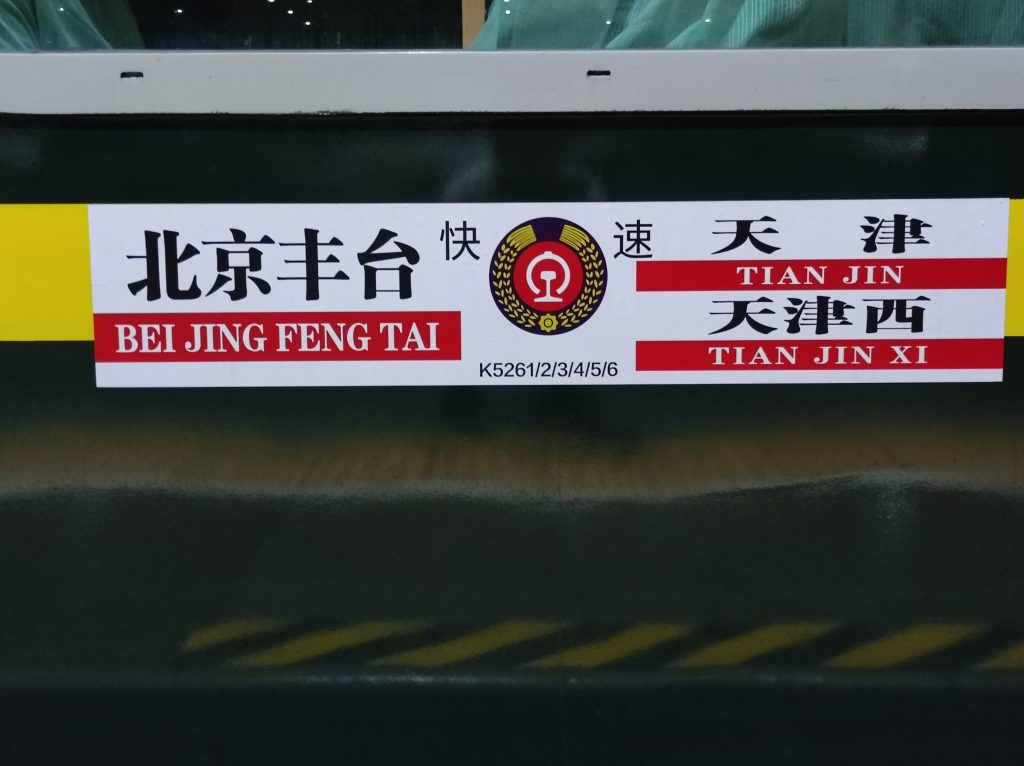 北京丰台
BEI JING FENG TAI
快 速
K5261/2/3/4/5/6
天 津
TIAN JIN
天津西
TIAN JIN XI